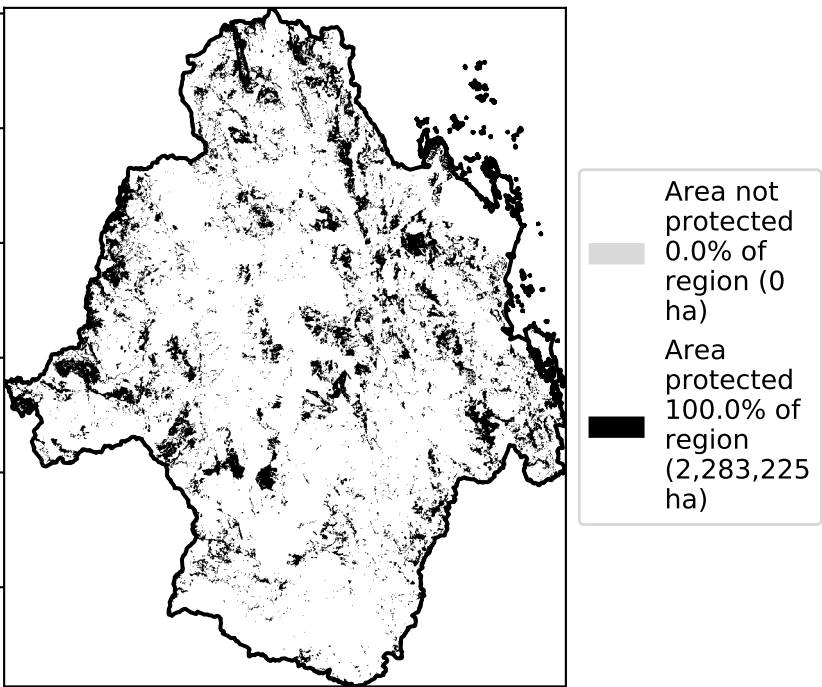 Area not
protected
0.0% of
region (0
ha)
Area
protected
100.0% of
region
(2,283,225
ha)